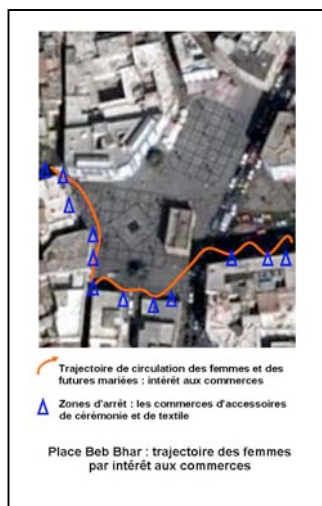 Trajectoire de circulation des femmes et des
futures mariées : intérêt aux commerces
Zones d'arrêt : les commerces d'accessoires
de cérémonie et de textile
Place Beb Bhar : trajectoire des femmes
par intérêt aux commerces